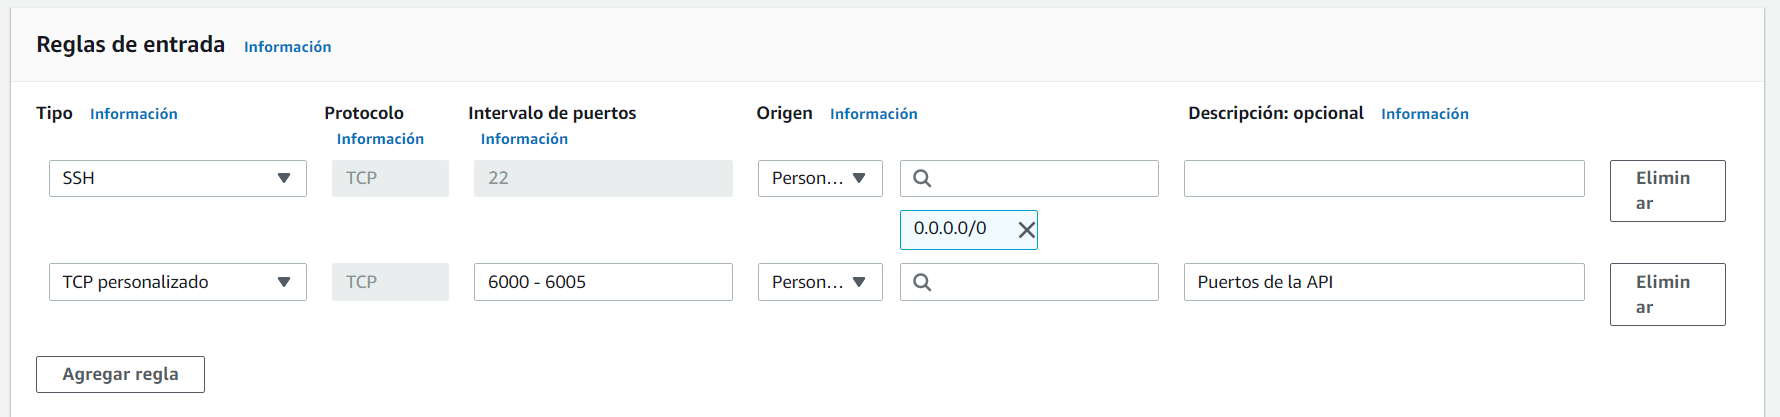 Reglas de entrada Información
Tipo Información Protocolo Intervalo de puertos Origen Información Descripción: opcional Información
Información Información
SSH TCP 22 Person... Elimin
ar
0.0.0.0/0
TCP personalizado TCP 6000 - 6005 Person... Puertos de la API Elimin
ar
Agregar regla